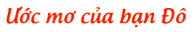 Ước mơ của bạn Đô